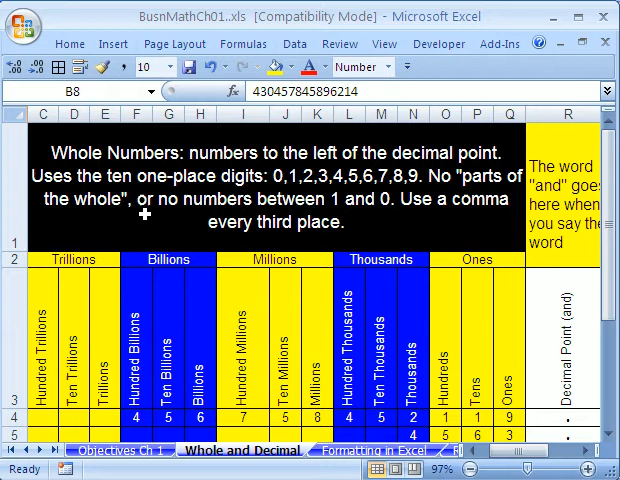 BusnMathCh01..xls [Compatibility Mode] - Microsoft Excel
Home Insert Page Layout Formulas Data Review View Developer Add-Ins
10 Number
B8 fx 430457845896214
C D E F G H I J K L M N O P Q R
Whole Numbers: numbers to the left of the decimal point.
Uses the ten one-place digits: 0,1,2,3,4,5,6,7,8,9. No "parts of
the whole", or no numbers between 1 and 0. Use a comma
every third place.
The word
"and" goes
here when
you say the
word
1
2 Trillions Billions Millions Thousands Ones
3 Hundred Trillions Ten Trillions Trillions Hundred Billions Ten Billions Billions Hundred Millions Ten Millions Millions Hundred Thousands Ten Thousands Thousands Hundreds Tens Ones Decimal Point (and)
4 4 5 6 7 5 8 4 5 2 1 1 9 .
5 4 5 6 3 .
Objectives Ch 1 Whole and Decimal Formatting in Excel
Ready 97%